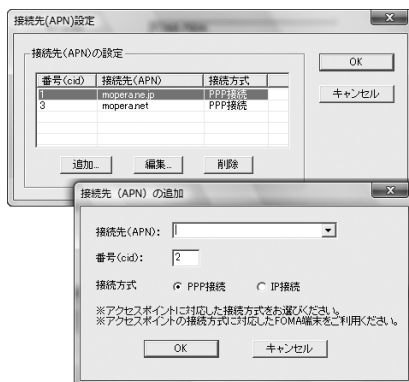 接続先(APN)設定
接続先(APN)の設定
番号(cid) 接続先(APN) 接続方式
1 mopera.ne.jp PPP接続
3 mopera.net PPP接続
追加... 編集... 削除
OK
キャンセル
接続先（APN）の追加
接続先(APN):
番号(cid): 2
接続方式 PPP接続 IP接続
※アクセスポイントに対応した接続方式をお選びください。
※アクセスポイントの接続方式に対応したFOMA端末をご利用ください。
OK キャンセル